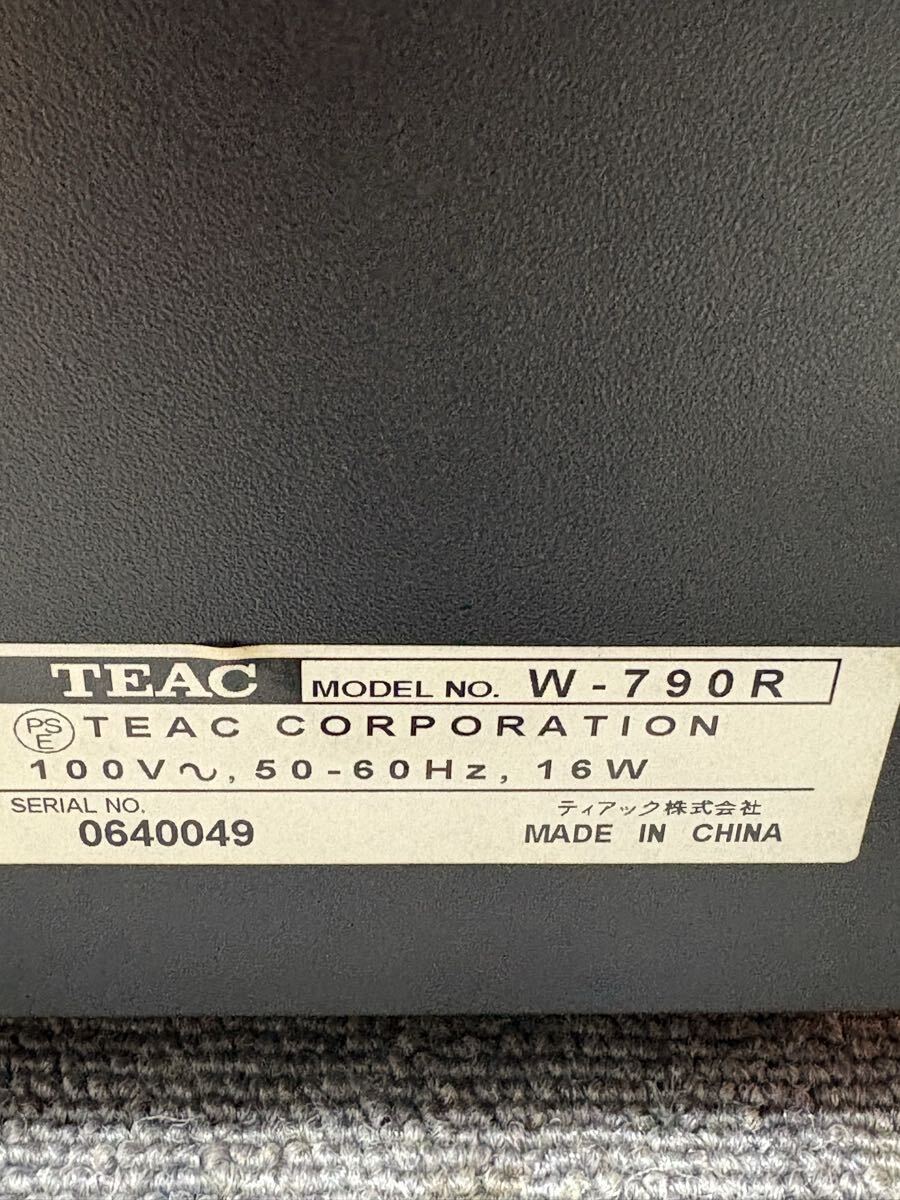 TEAC MODEL NO. W-790R
PSE TEAC CORPORATION
100V〜, 50-60Hz, 16W
SERIAL NO. ティアック株式会社
0640049 MADE IN CHINA